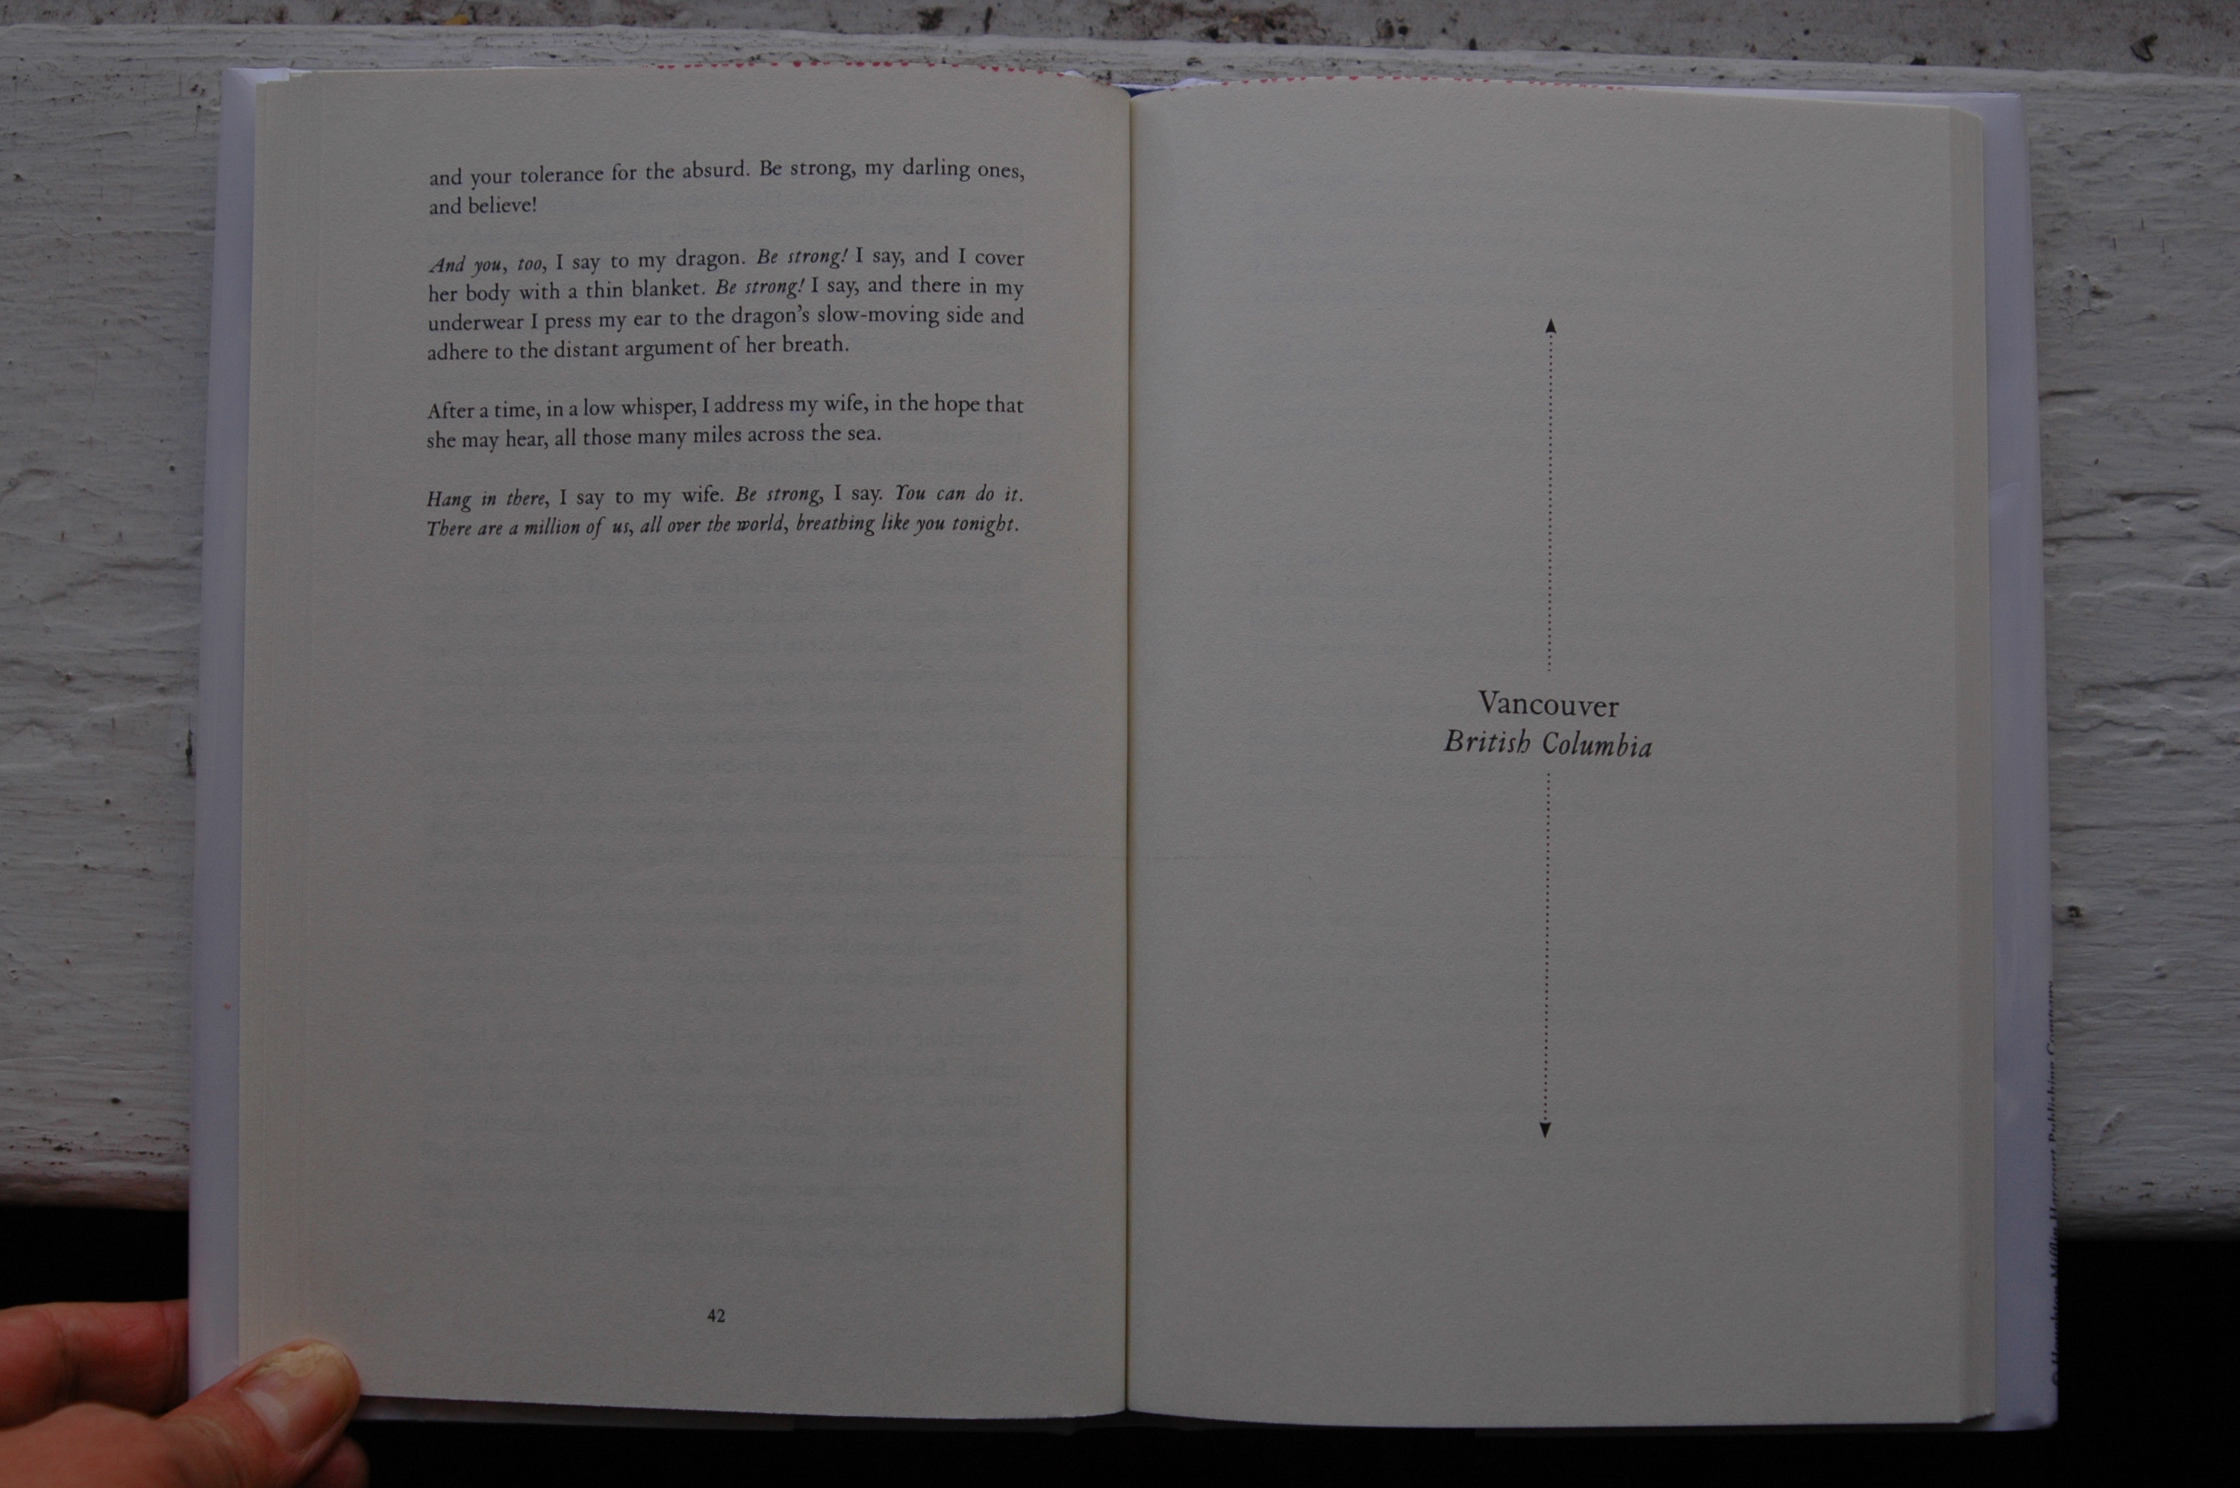 and your tolerance for the absurd. Be strong, my darling ones,
and believe!
And you, too, I say to my dragon. Be strong! I say, and I cover
her body with a thin blanket. Be strong! I say, and there in my
underwear I press my ear to the dragon's slow-moving side and
adhere to the distant argument of her breath.
After a time, in a low whisper, I address my wife, in the hope that
she may hear, all those many miles across the sea.
Hang in there, I say to my wife. Be strong, I say. You can do it.
There are a million of us, all over the world, breathing like you tonight.
42
Vancouver
British Columbia
© Houghton Mifflin Harcourt Publishing Company